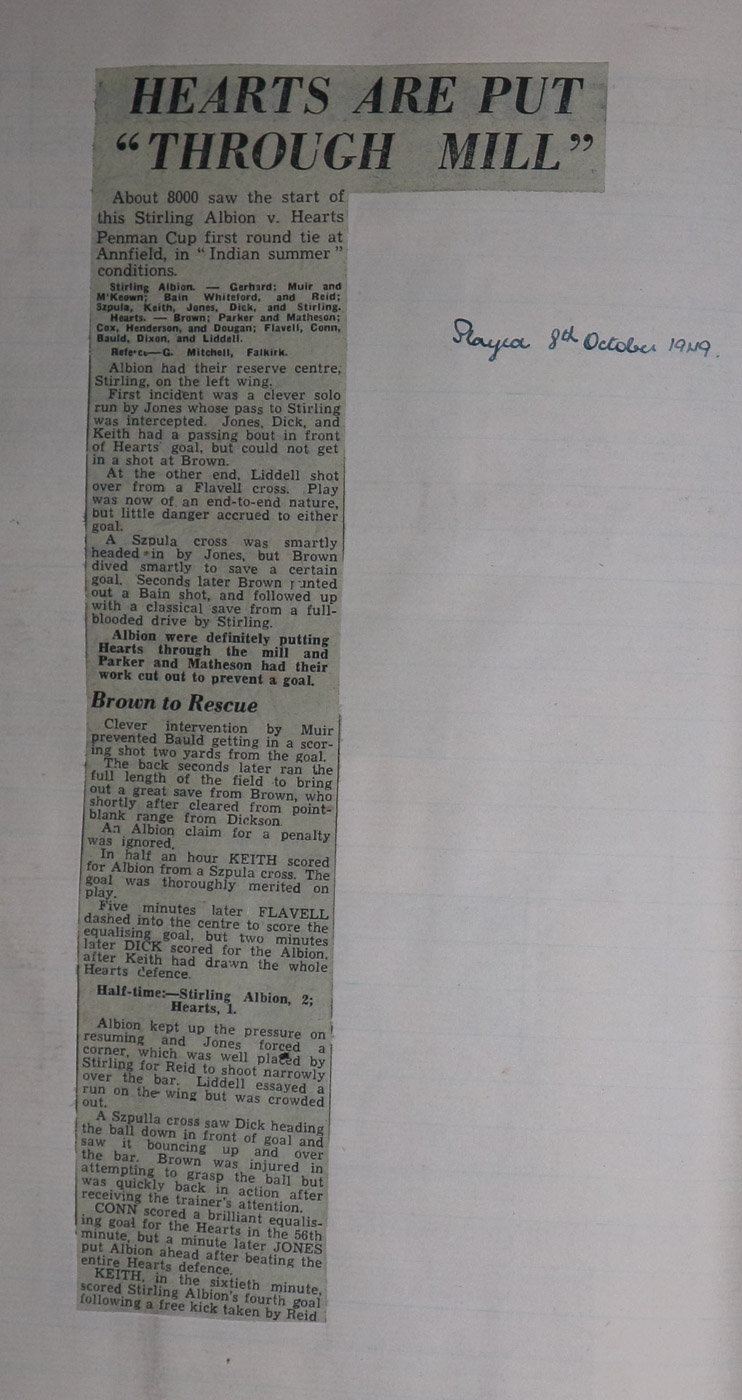 HEARTS ARE PUT
“THROUGH MILL”
About 8000 saw the start of
this Stirling Albion v. Hearts
Penman Cup first round tie at
Annfield, in “Indian summer”
conditions.
Stirling Albion. — Gerhard; Muir and
M'Keown; Bain Whiteford, and Reid;
Szpula, Keith, Jones, Dick, and Stirling.
Hearts. — Brown; Parker and Matheson;
Cox, Henderson, and Dougan; Flavell, Conn,
Bauld, Dixon, and Liddell.
Referee—G. Mitchell, Falkirk.
Played 8th October 1949.
Albion had their reserve centre,
Stirling, on the left wing.
First incident was a clever solo
run by Jones whose pass to Stirling
was intercepted. Jones, Dick, and
Keith had a passing bout in front
of Hearts' goal, but could not get
in a shot at Brown.
At the other end, Liddell shot
over from a Flavell cross. Play
was now of an end-to-end nature,
but little danger accrued to either
goal.
A Szpula cross was smartly
headed in by Jones, but Brown
dived smartly to save a certain
goal. Seconds later Brown punted
out a Bain shot, and followed up
with a classical save from a full-
blooded drive by Stirling.
Albion were definitely putting
Hearts through the mill and
Parker and Matheson had their
work cut out to prevent a goal.
Brown to Rescue
Clever intervention by Muir
prevented Bauld getting in a scor-
ing shot two yards from the goal.
The back seconds later ran the
full length of the field to bring
out a great save from Brown, who
shortly after cleared from point-
blank range from Dickson
An Albion claim for a penalty
was ignored.
In half an hour KEITH scored
for Albion from a Szpula cross. The
goal was thoroughly merited on
play.
Five minutes later FLAVELL
dashed into the centre to score the
equalising goal, but two minutes
later DICK scored for the Albion,
after Keith had drawn the whole
Hearts defence.
Half-time:—Stirling Albion, 2;
Hearts, 1.
Albion kept up the pressure on
resuming and Jones forced a
corner, which was well placed by
Stirling for Reid to shoot narrowly
over the bar. Liddell essayed a
run on the wing but was crowded
out.
A Szpulla cross saw Dick heading
the ball down in front of goal and
saw it bouncing up and over
the bar. Brown was injured in
attempting to grasp the ball but
was quickly back in action after
receiving the trainer's attention.
CONN scored a brilliant equalis-
ing goal for the Hearts in the 56th
minute, but a minute later JONES
put Albion ahead after beating the
entire Hearts defence.
KEITH, in the sixtieth minute,
scored Stirling Albion's fourth goal
following a free kick taken by Reid